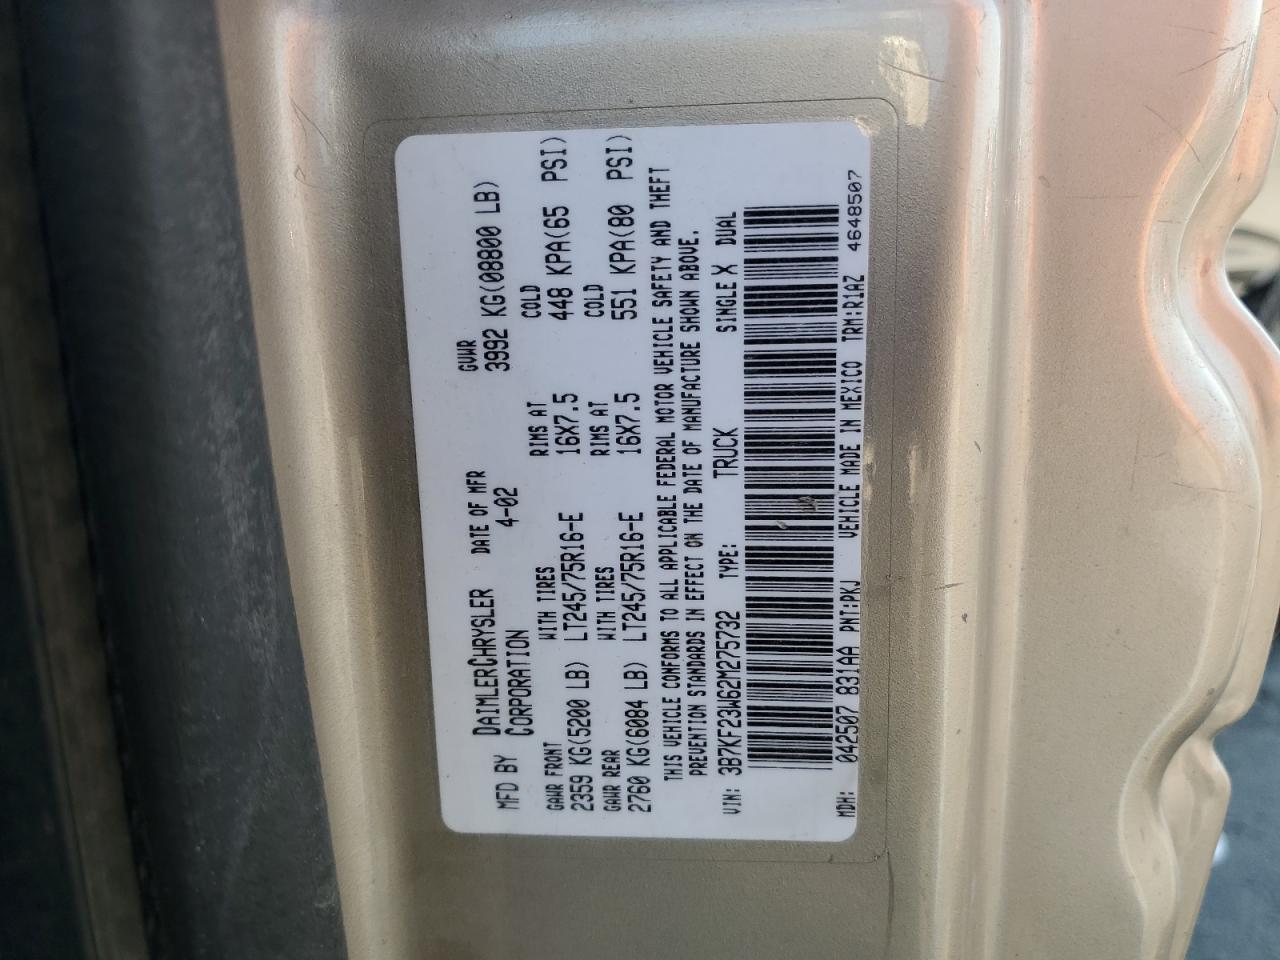 MFD BY DAIMLERCHRYSLER CORPORATION DATE OF MFR 4-02 GVWR 3992 KG(08800 LB)
GAWR FRONT WITH TIRES RIMS AT COLD
2359 KG(5200 LB) LT245/75R16-E 16X7.5 448 KPA(65 PSI)
GAWR REAR WITH TIRES RIMS AT COLD
2760 KG(6084 LB) LT245/75R16-E 16X7.5 551 KPA(80 PSI)
THIS VEHICLE CONFORMS TO ALL APPLICABLE FEDERAL MOTOR VEHICLE SAFETY AND THEFT
PREVENTION STANDARDS IN EFFECT ON THE DATE OF MANUFACTURE SHOWN ABOVE.
VIN: 3B7KF23W62M275732 TYPE: TRUCK SINGLE X DUAL
MDH: 042507 831AA PNT:PKJ VEHICLE MADE IN MEXICO TRM:R1AZ 4648507